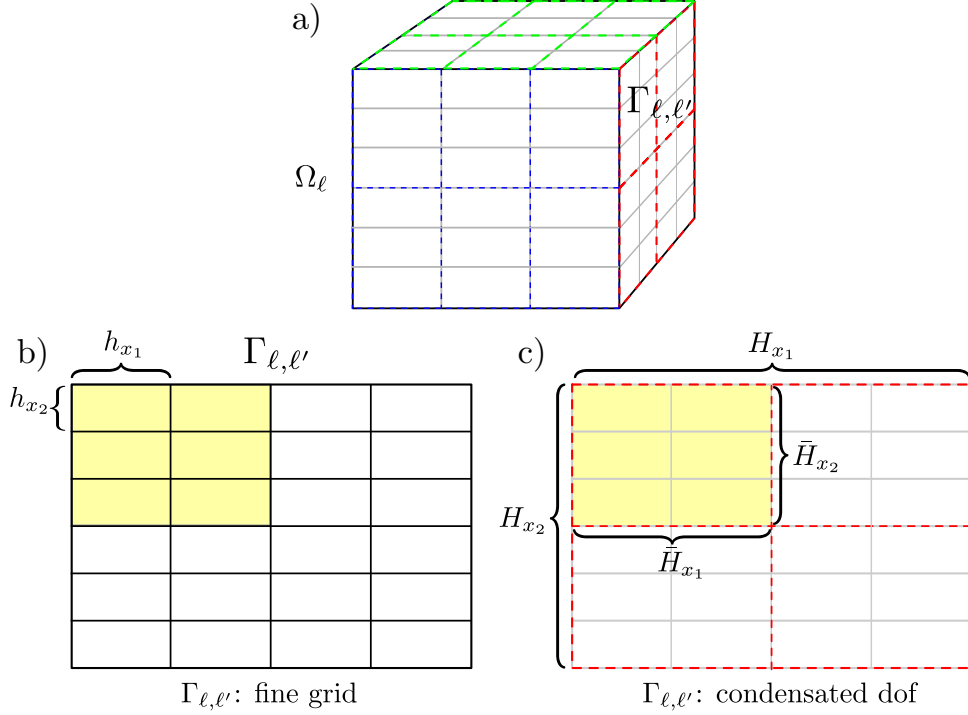 a)
Γ_{ℓ,ℓ'}
Ω_ℓ
b)
h_{x_1}
Γ_{ℓ,ℓ'}
h_{x_2}
Γ_{ℓ,ℓ'}: fine grid
c)
H_{x_1}
H̄_{x_2}
H_{x_2}
H̄_{x_1}
Γ_{ℓ,ℓ'}: condensated dof